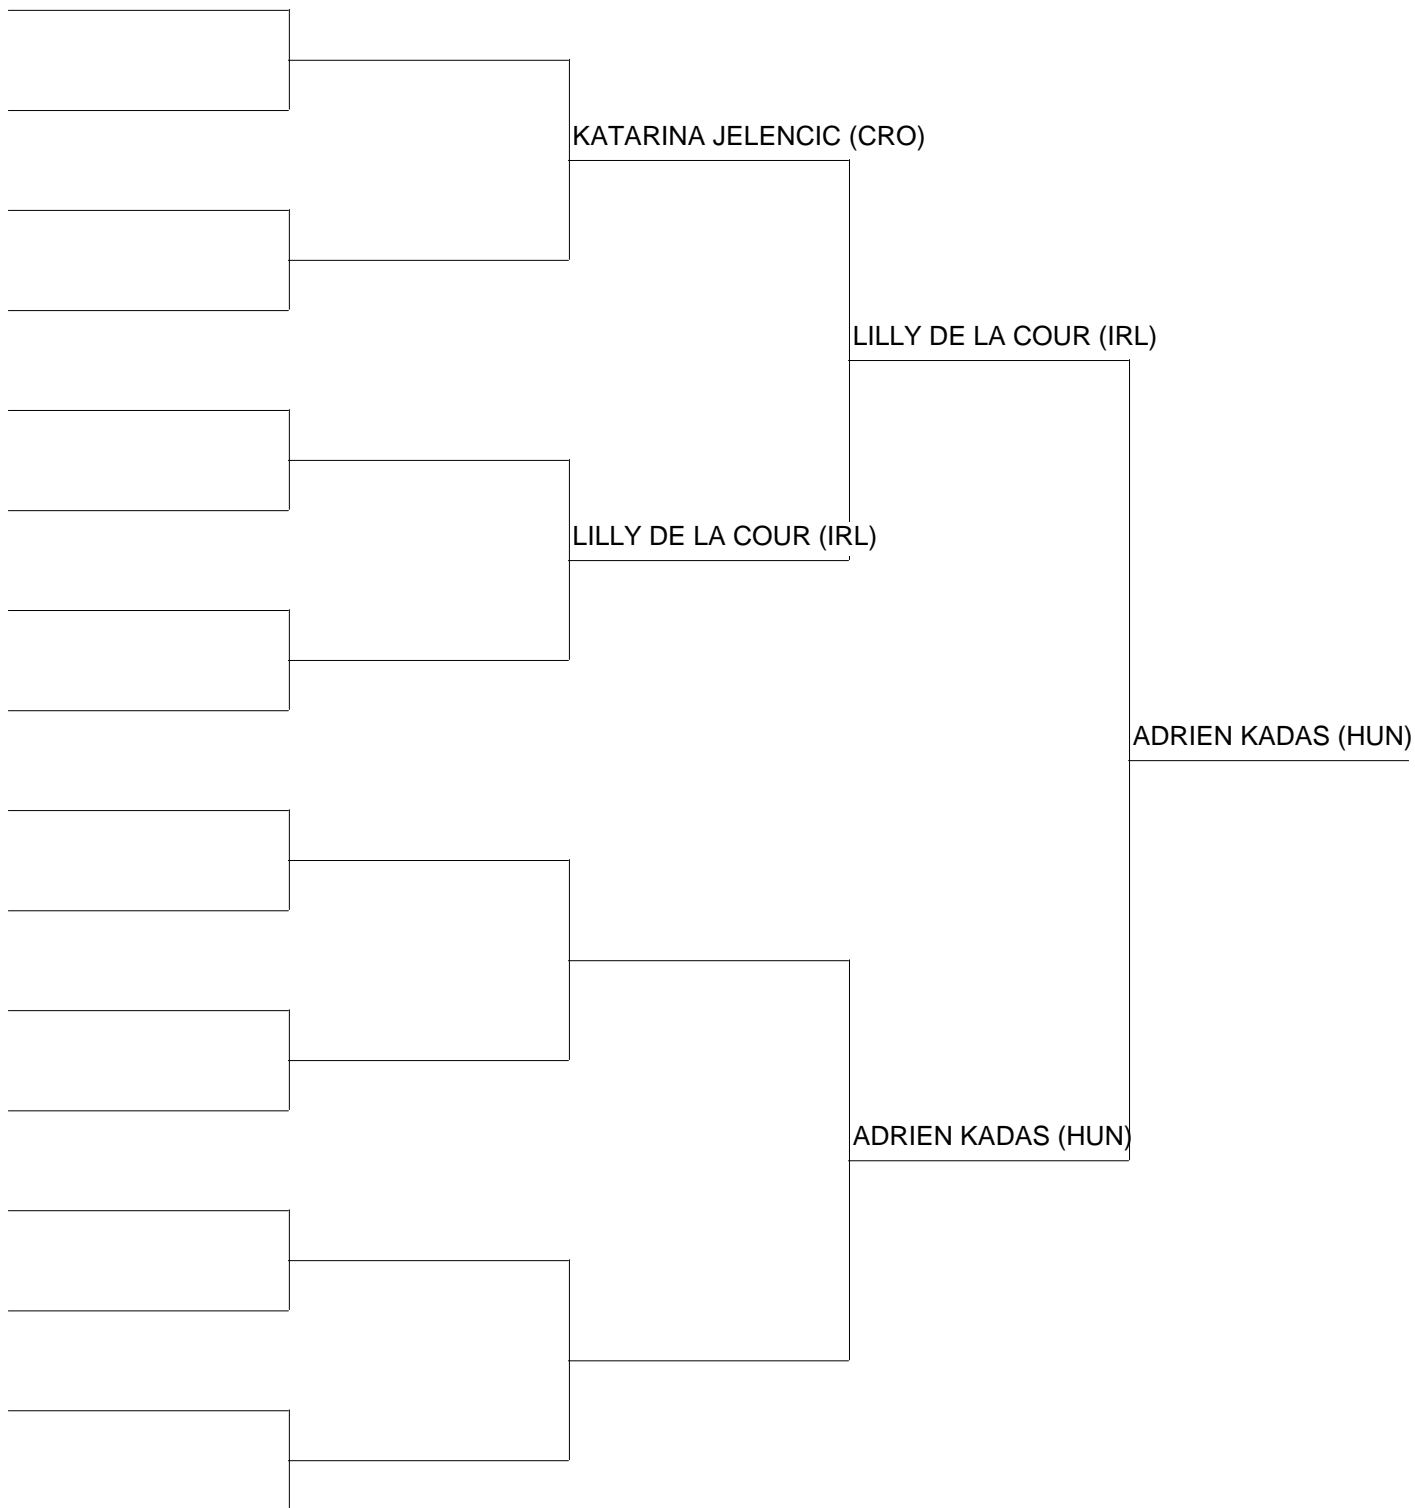 KATARINA JELENCIC (CRO)
LILLY DE LA COUR (IRL)
LILLY DE LA COUR (IRL)
ADRIEN KADAS (HUN)
ADRIEN KADAS (HUN)